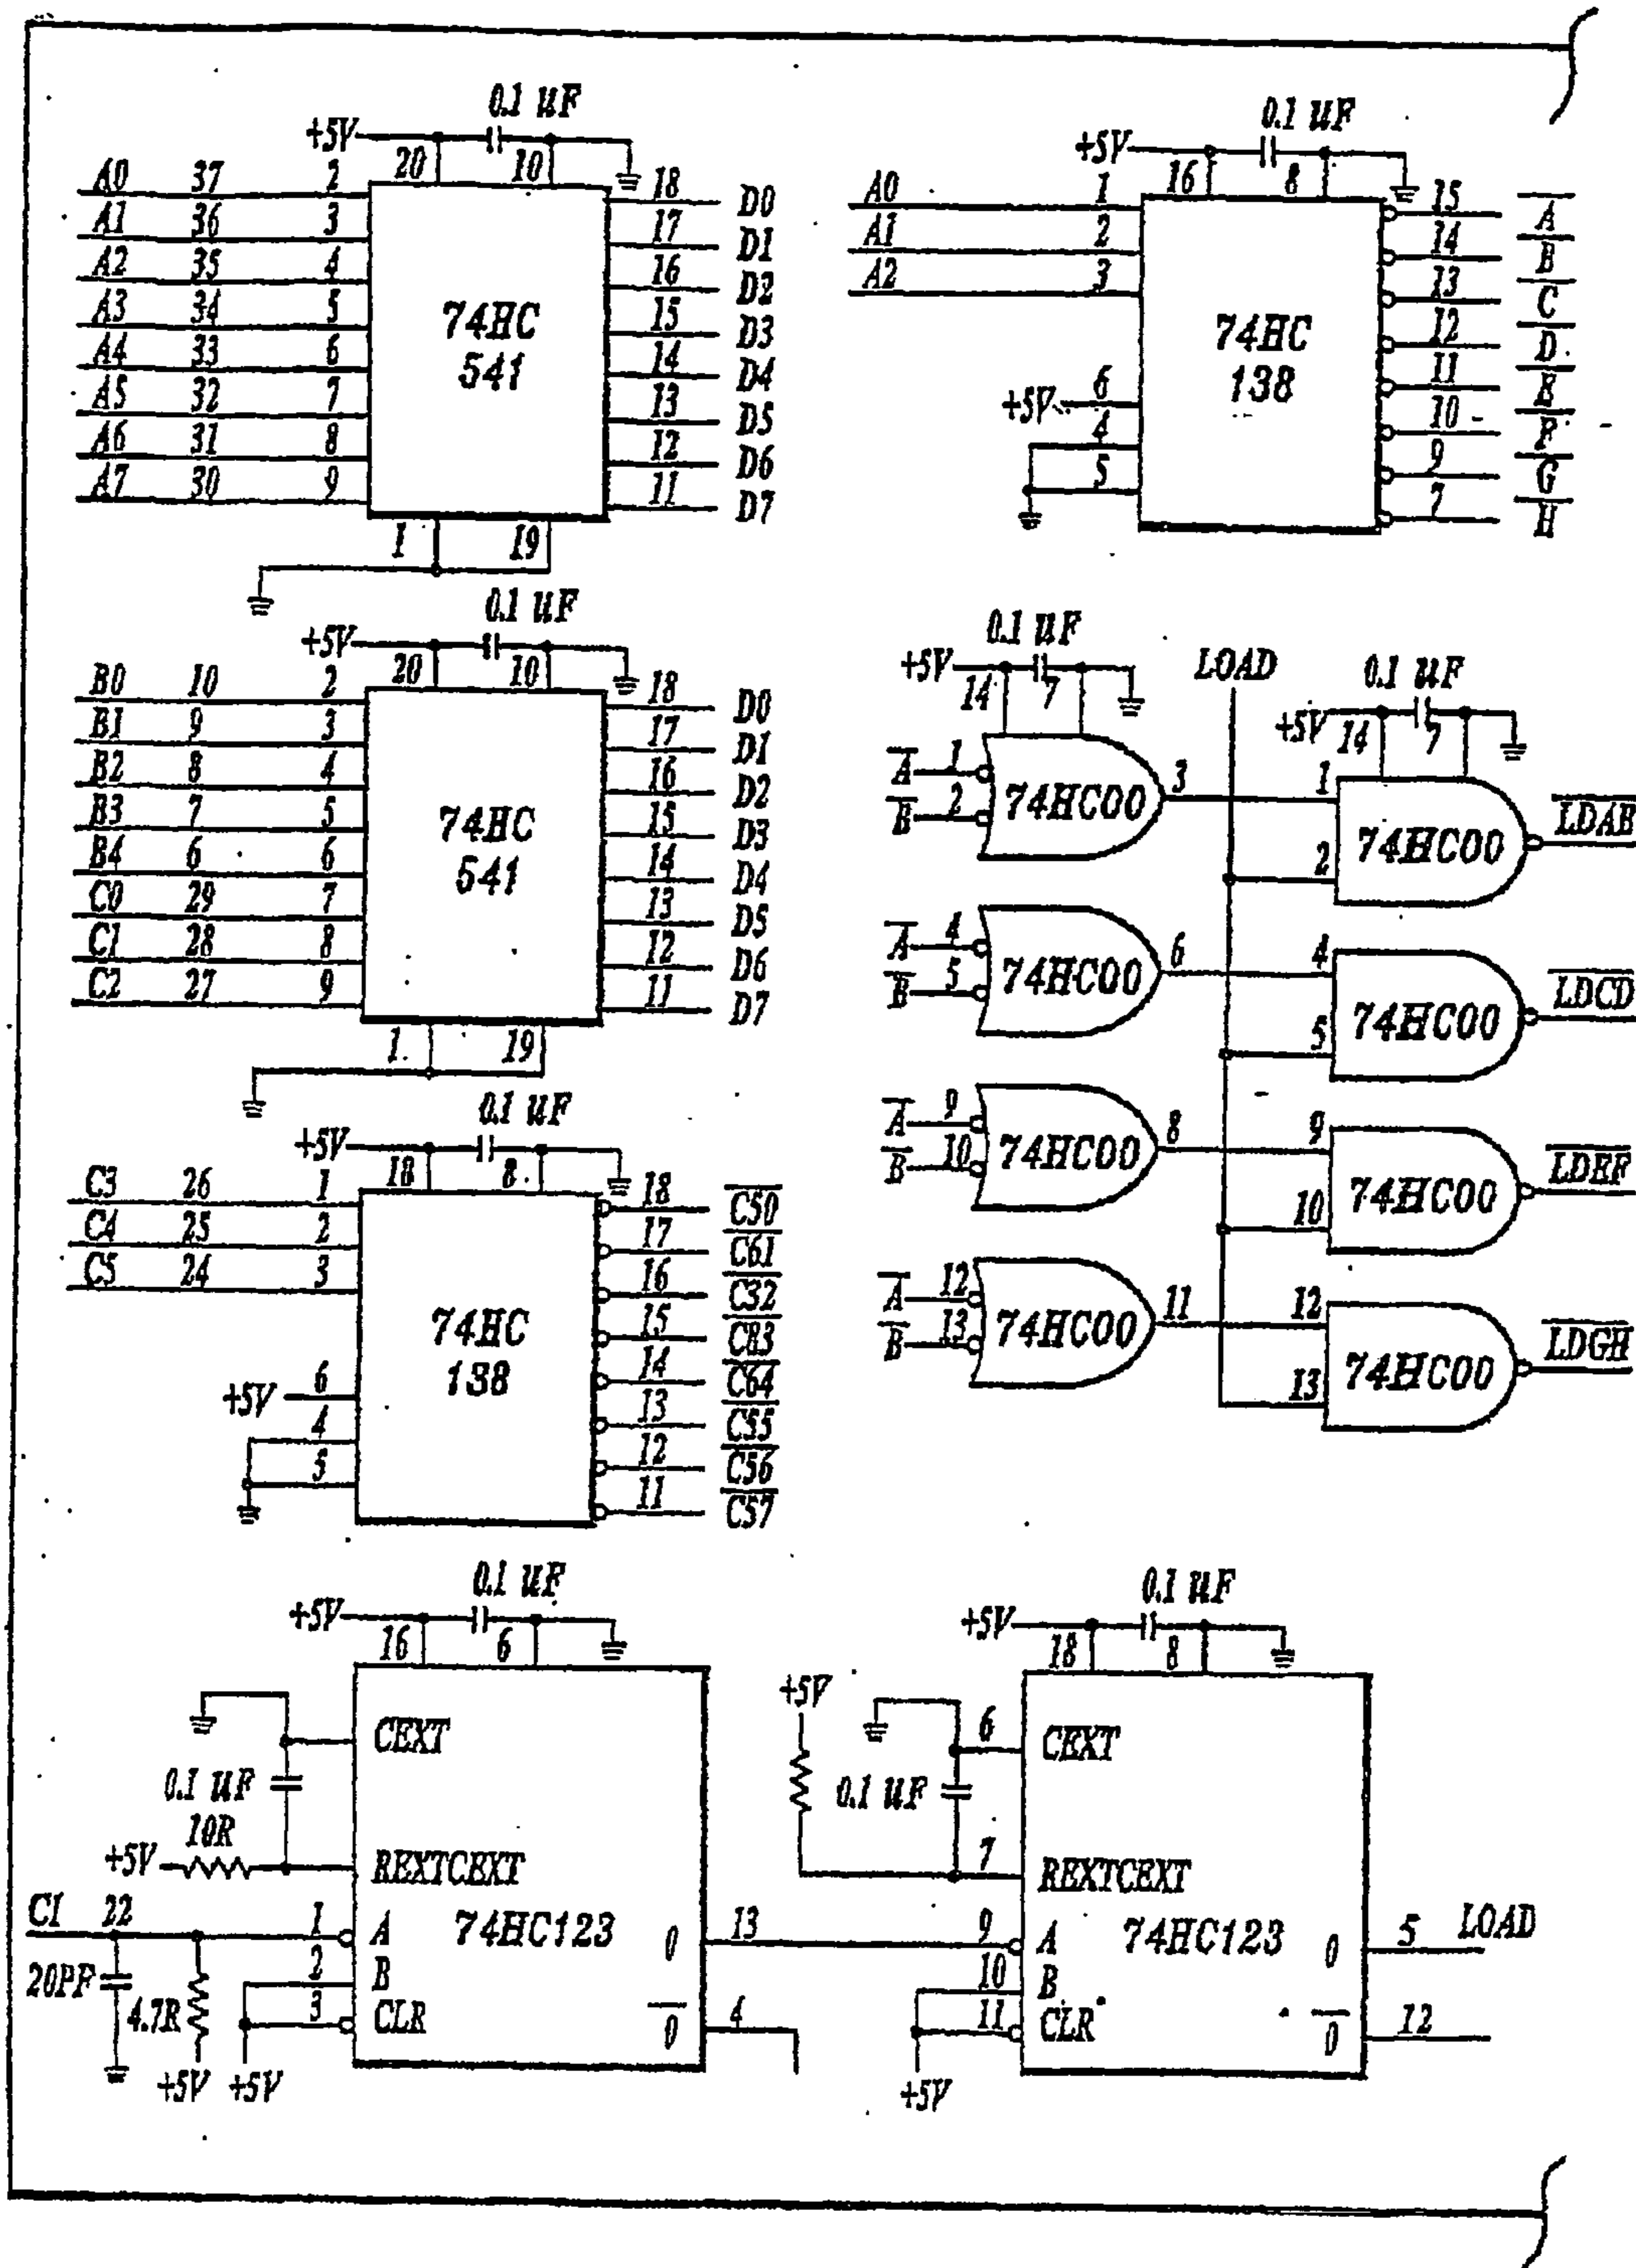 0.1 uF
+5V
20
10
A0 37 2
A1 36 3
A2 35 4
A3 34 5
A4 33 6
A5 32 7
A6 31 8
A7 30 9
74HC
541
18 D0
17 D1
16 D2
15 D3
14 D4
13 D5
12 D6
11 D7
1
19
0.1 uF
+5V
16
8
A0 1
A1 2
A2 3
+5V 6
4
5
74HC
138
15 A
14 B
13 C
12 D
11 E
10 F
9 G
7 H
0.1 uF
+5V
20
10
B0 10 2
B1 9 3
B2 8 4
B3 7 5
B4 6 6
C0 29 7
C1 28 8
C2 27 9
74HC
541
18 D0
17 D1
16 D2
15 D3
14 D4
13 D5
12 D6
11 D7
1.
19
0.1 uF
+5V
14
7
LOAD
0.1 uF
+5V
14
7
A 1
B 2
74HC00
3
1
2
74HC00
LDAB
A 4
B 5
74HC00
6
4
5
74HC00
LDCD
A 9
B 10
74HC00
8
9
10
74HC00
LDEF
A 12
B 13
74HC00
11
12
13
74HC00
LDGH
0.1 uF
+5V
18
8.
C3 26 1
C4 25 2
C5 24 3
+5V 6
4
5
74HC
138
18 CS0
17 C61
16 C32
15 C83
14 C64
13 CS5
12 CS6
11 CS7
0.1 uF
+5V
16
6
CEXT
0.1 uF
10R
+5V
REXTCEXT
C1 22
1 A
2 B
3 CLR
74HC123
0 13
0 4
20PF
4.7R
+5V +5V
0.1 uF
+5V
18
8
+5V
6 CEXT
0.1 uF
7 REXTCEXT
9 A
10 B
11 CLR
74HC123
0 5 LOAD
0 12
+5V